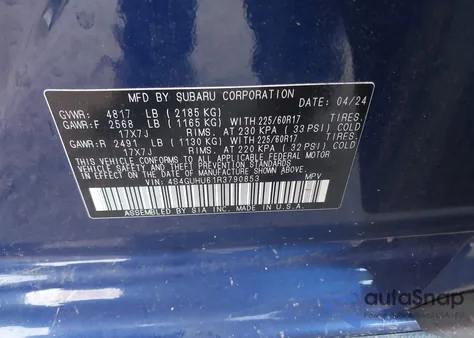 MFD BY SUBARU CORPORATION DATE: 04/24
GVWR: 4817 LB (2185 KG)
GAWR:F 2568 LB (1165 KG) WITH 225/60R17 TIRES,
17X7J RIMS, AT 230 KPA (33 PSI) COLD
GAWR:R 2491 LB (1130 KG) WITH 225/60R17 TIRES,
17X7J RIMS, AT 220 KPA (32 PSI) COLD
THIS VEHICLE CONFORMS TO ALL APPLICABLE FEDERAL MOTOR
VEHICLE SAFETY, BUMPER, AND THEFT PREVENTION
STANDARDS IN EFFECT ON THE DATE OF MANUFACTURE SHOWN ABOVE.
VIN: 4S4GUHU61R3790853 MPV
ASSEMBLED BY SIA INC. IN U.S.A.
autoSnap